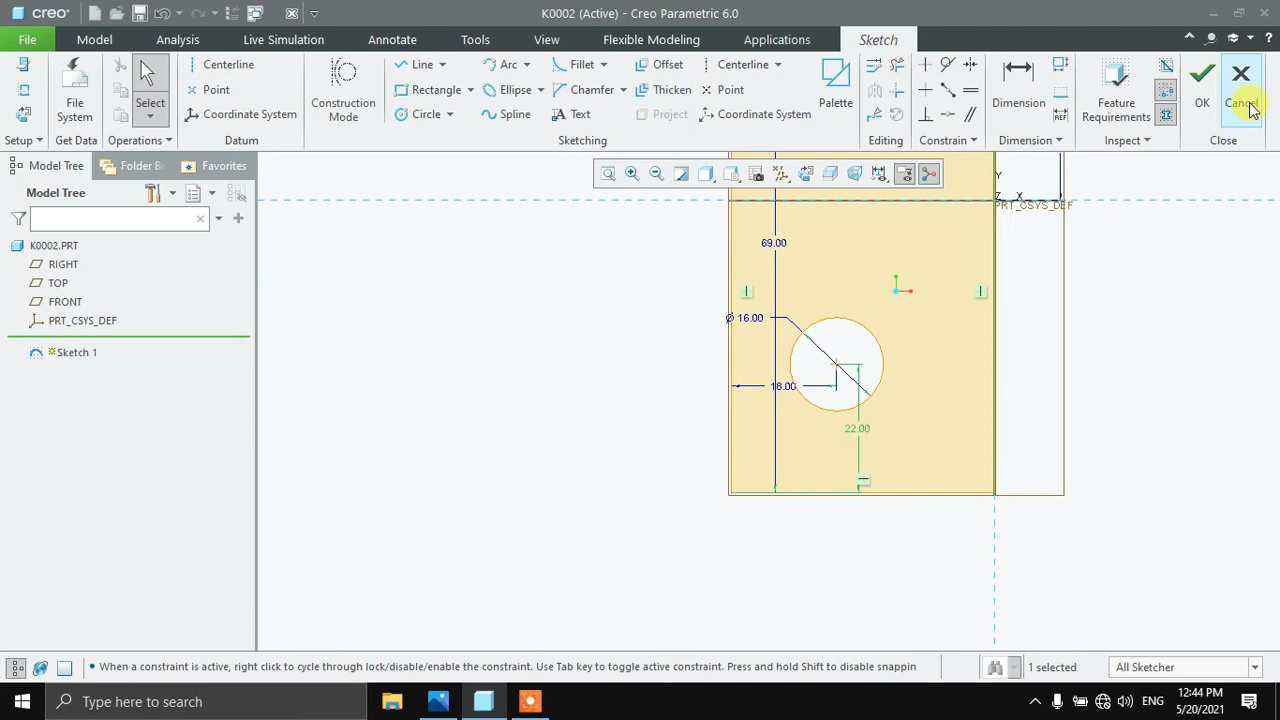 creo K0002 (Active) - Creo Parametric 6.0
File Model Analysis Live Simulation Annotate Tools View Flexible Modeling Applications Sketch
Centerline Line Arc Fillet Offset Centerline
File System Select Point Construction Mode Rectangle Ellipse Chamfer Thicken Point Palette Dimension Feature Requirements OK Cancel
Coordinate System Circle Spline Project Coordinate System
Setup Get Data Operations Datum Sketching Editing Constrain Dimension Inspect Close
Model Tree Folder B Favorites
Model Tree
K0002.PRT
RIGHT
TOP
FRONT
PRT_CSYS_DEF
Sketch 1
Y
Z X
PRT_CSYS_DEF
69.00
Ø 16.00
18.00
22.00
• When a constraint is active, right click to cycle through lock/disable/enable the constraint. Use Tab key to toggle active constraint. Press and hold Shift to disable snappin 1 selected All Sketcher
Type here to search ENG 12:44 PM
5/20/2021